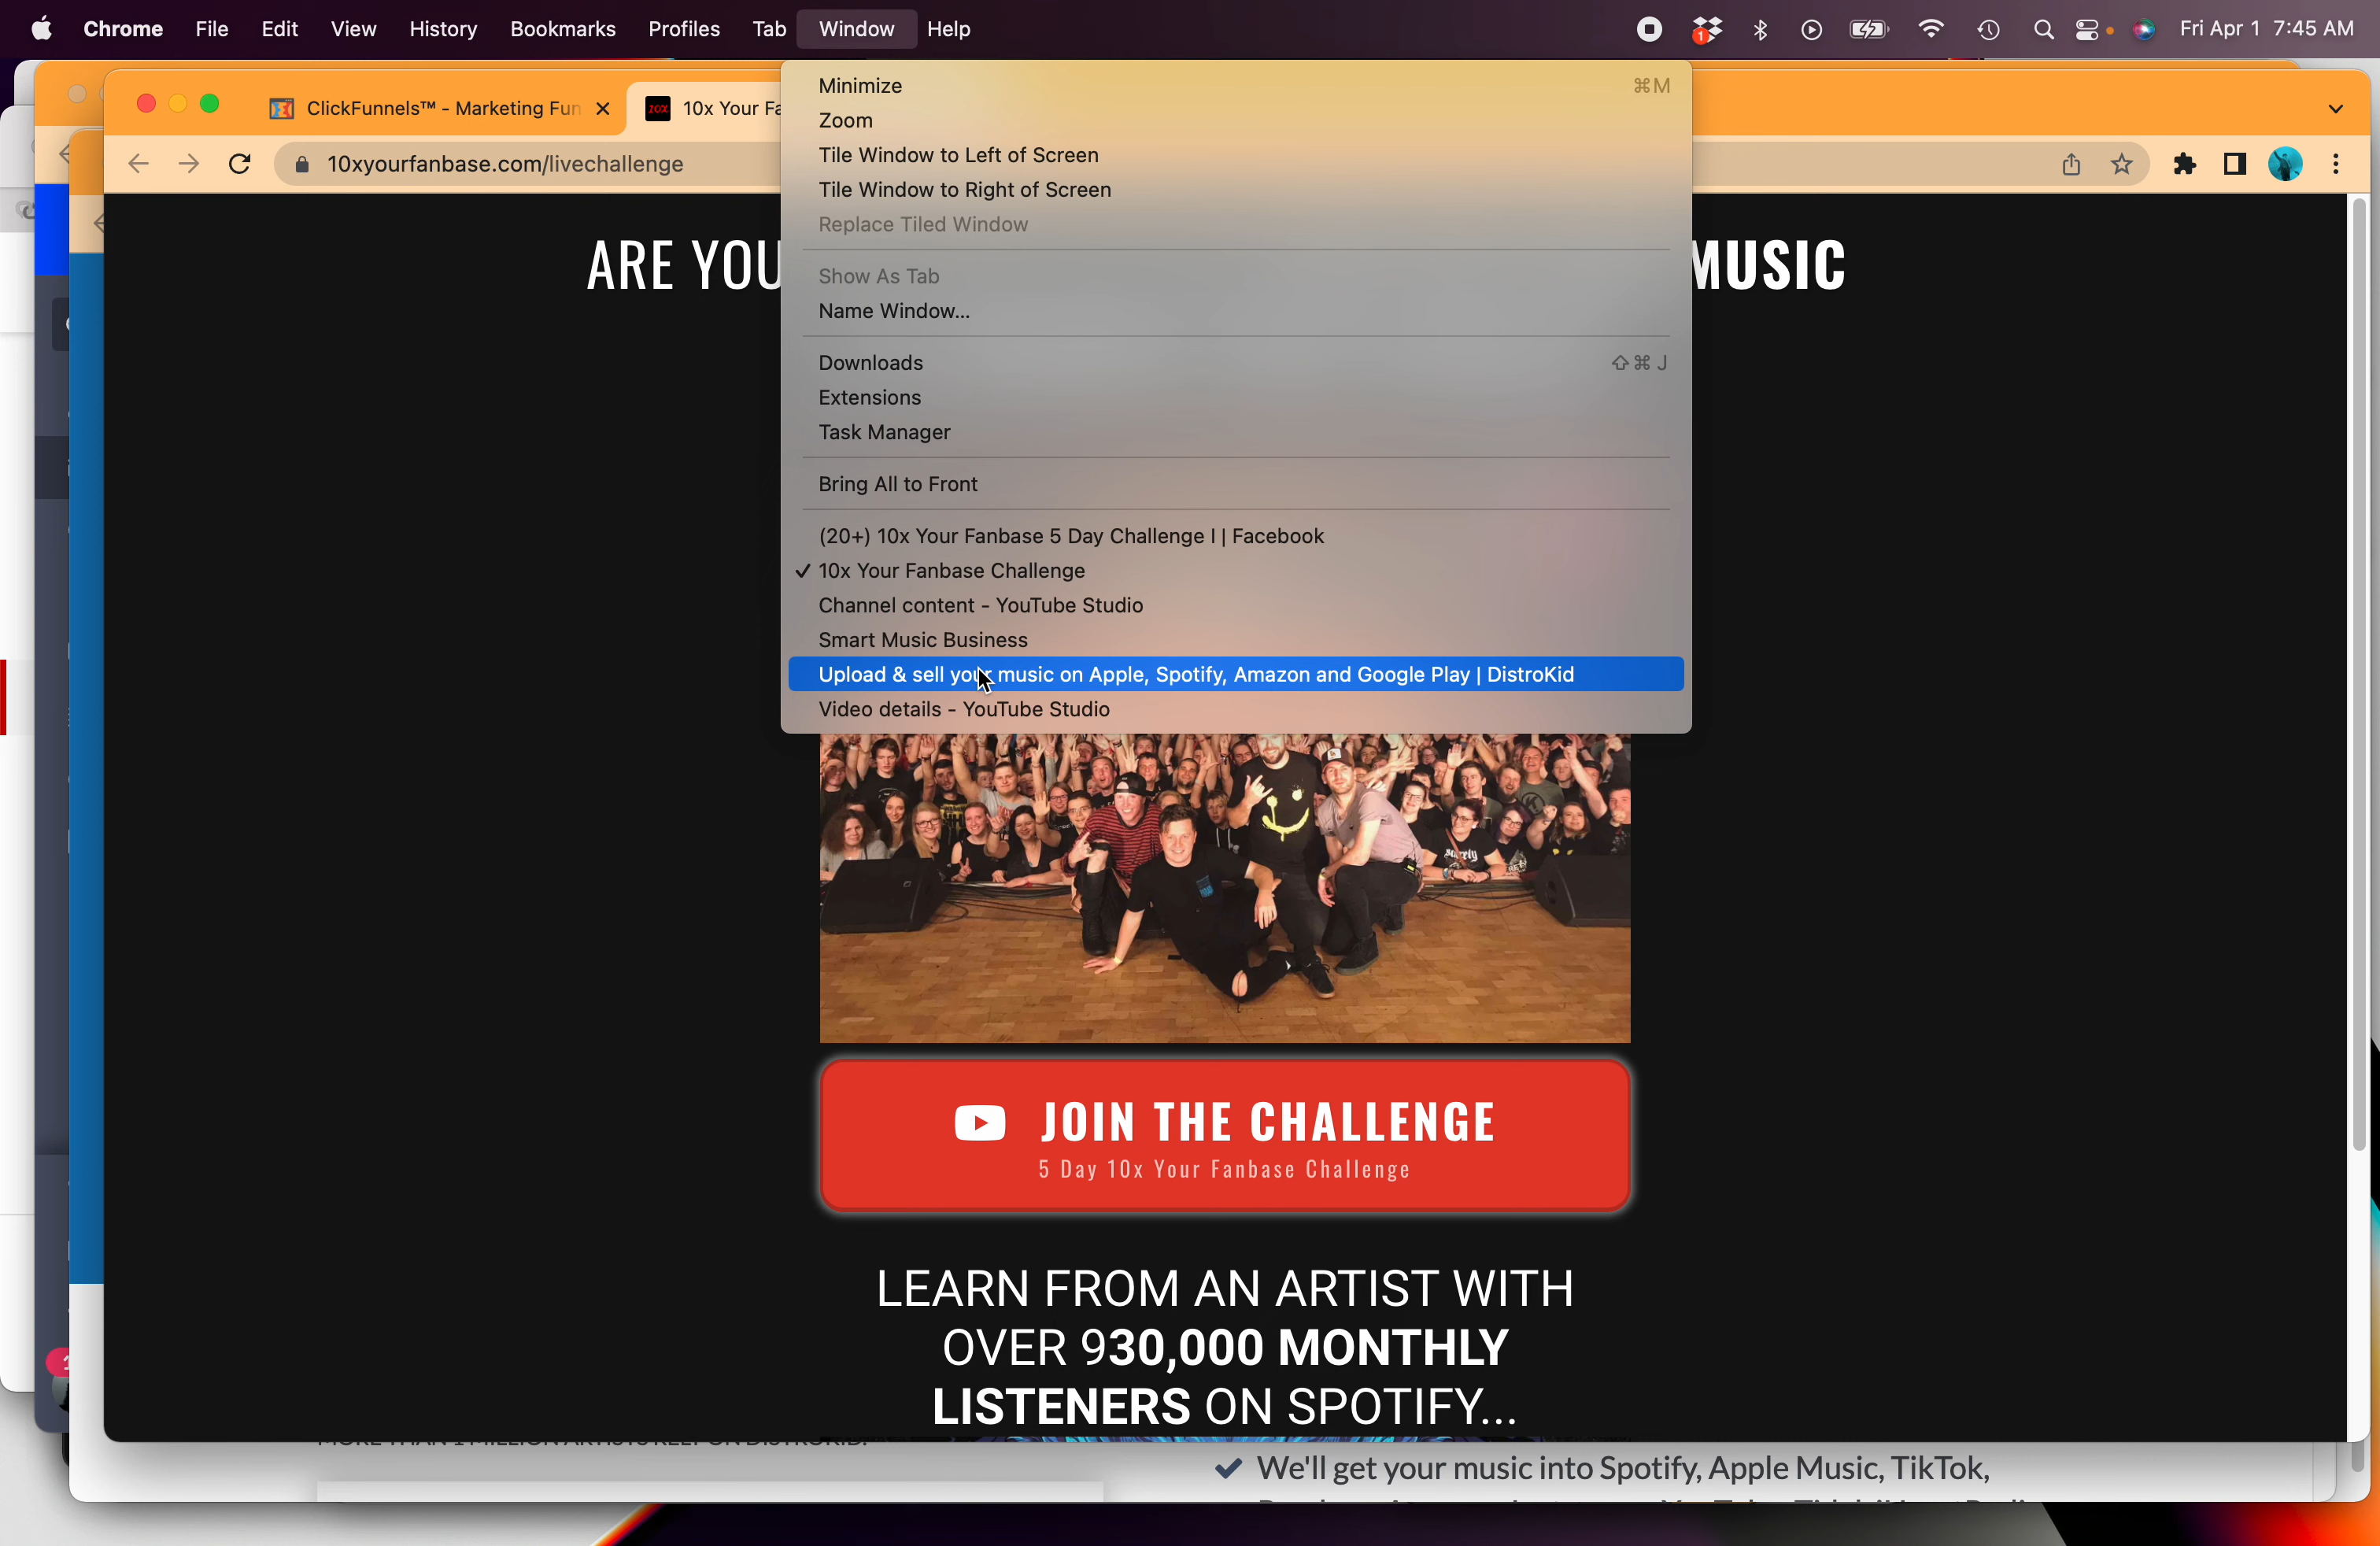 Chrome File Edit View History Bookmarks Profiles Tab Window Help
1
Fri Apr 1 7:45 AM
ClickFunnels™ - Marketing Fun
ZOX
10x Your Fa
10xyourfanbase.com/livechallenge
Minimize ⌘M
Zoom
Tile Window to Left of Screen
Tile Window to Right of Screen
Replace Tiled Window
Show As Tab
Name Window...
Downloads ⇧⌘J
Extensions
Task Manager
Bring All to Front
(20+) 10x Your Fanbase 5 Day Challenge I | Facebook
✓ 10x Your Fanbase Challenge
Channel content - YouTube Studio
Smart Music Business
Upload & sell your music on Apple, Spotify, Amazon and Google Play | DistroKid
Video details - YouTube Studio
ARE YOU MUSIC
JOIN THE CHALLENGE
5 Day 10x Your Fanbase Challenge
LEARN FROM AN ARTIST WITH
OVER 930,000 MONTHLY
LISTENERS ON SPOTIFY...
We'll get your music into Spotify, Apple Music, TikTok,